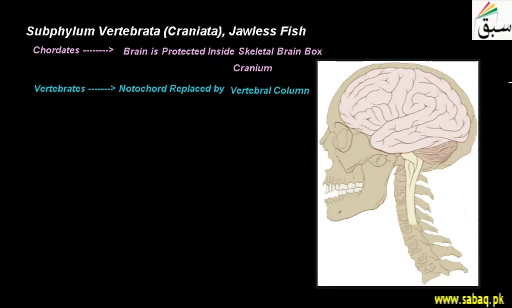 Subphylum Vertebrata (Craniata), Jawless Fish
سبق
Chordates --------> Brain is Protected Inside Skeletal Brain Box
Cranium
Vertebrates -------> Notochord Replaced by Vertebral Column
www.sabaq.pk